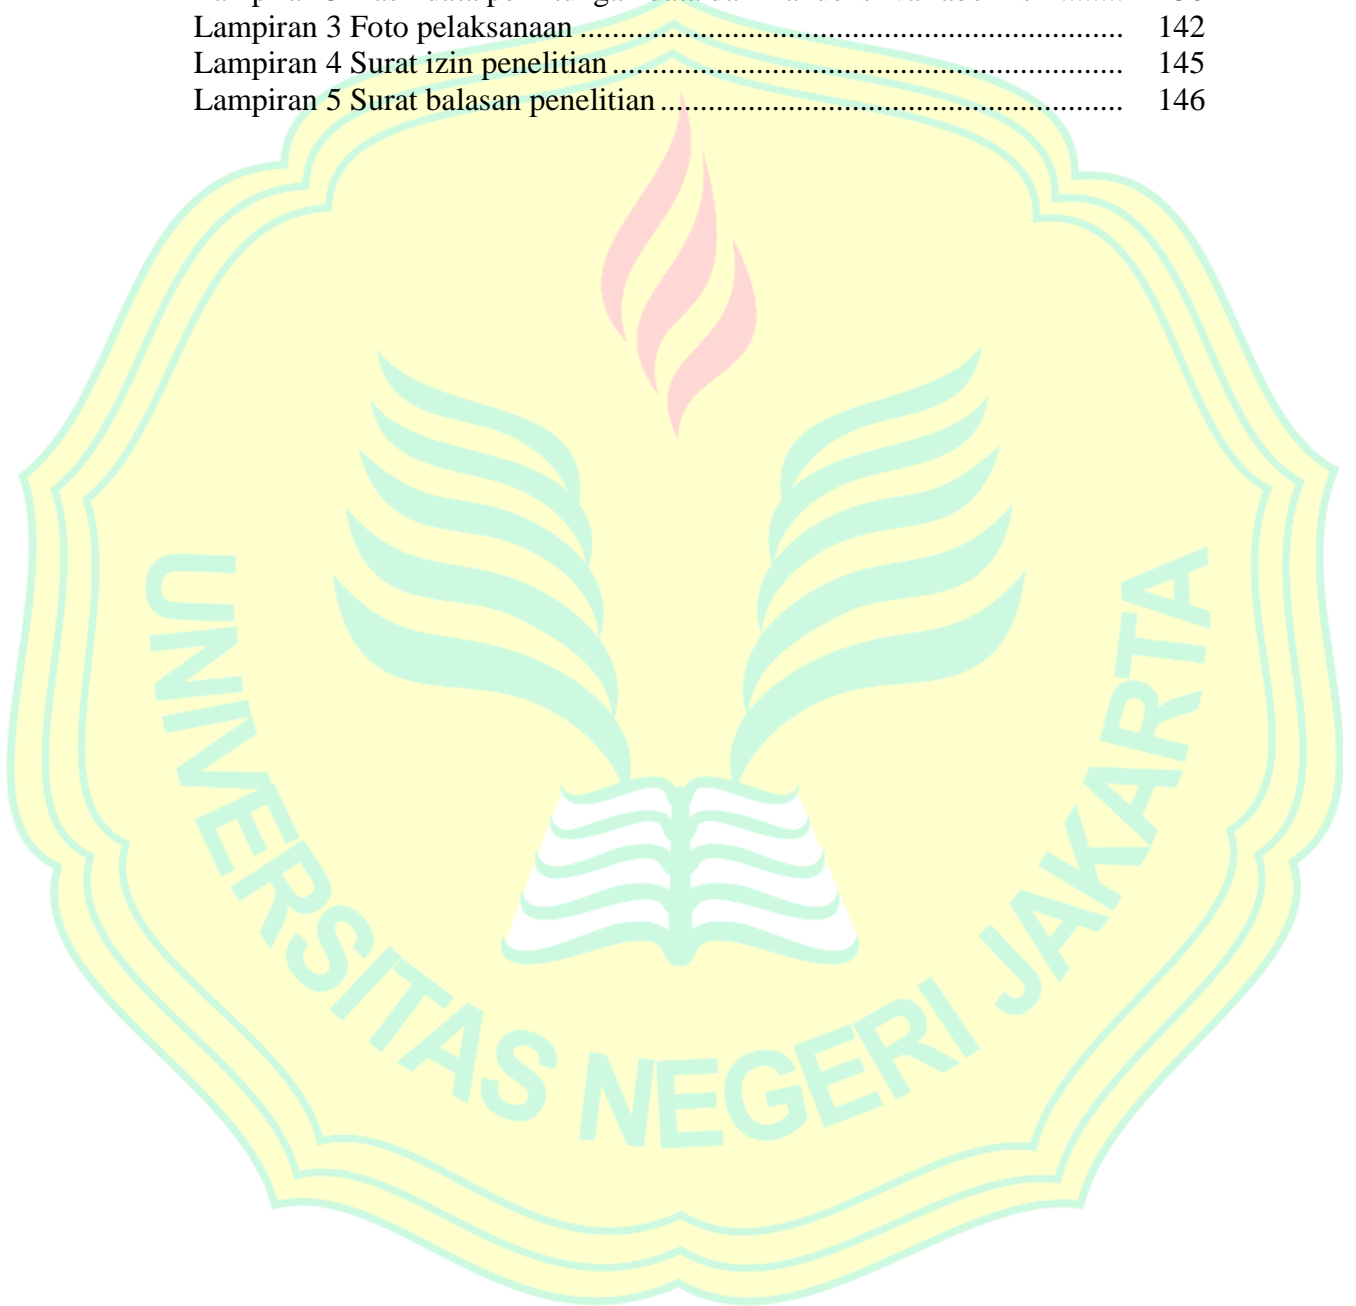 Lampiran 3 Foto pelaksanaan .................................................................... 142
Lampiran 4 Surat izin penelitian ................................................................ 145
Lampiran 5 Surat balasan penelitian .......................................................... 146
UNIVERSITAS NEGERI JAKARTA